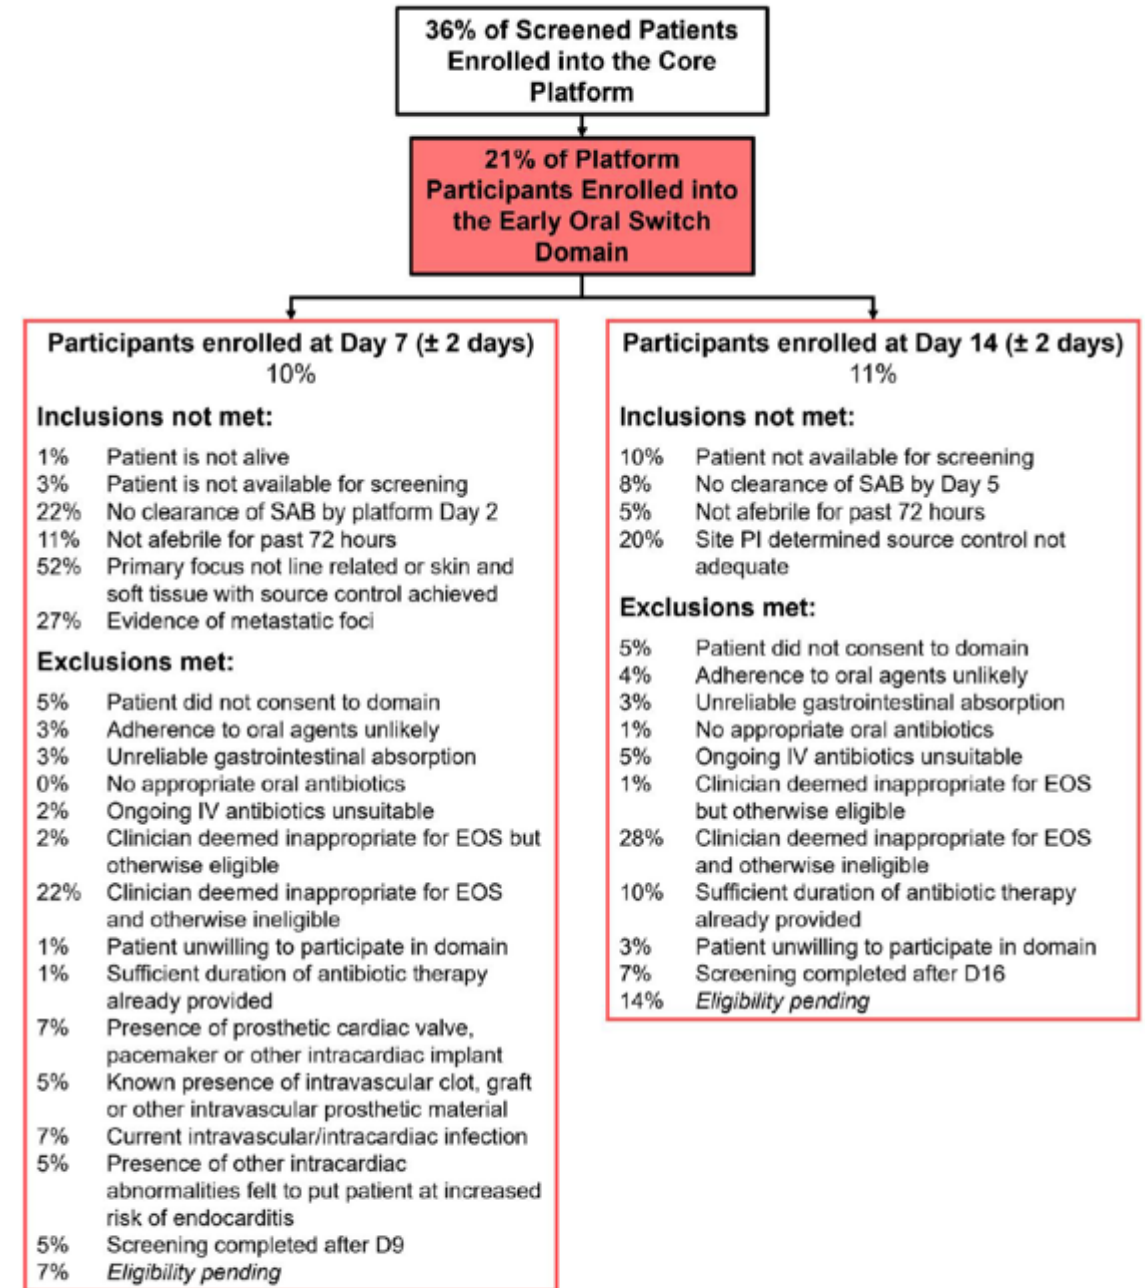 36% of Screened Patients
Enrolled into the Core
Platform
21% of Platform
Participants Enrolled into
the Early Oral Switch
Domain
Participants enrolled at Day 7 (± 2 days)
10%
Inclusions not met:
1% Patient is not alive
3% Patient is not available for screening
22% No clearance of SAB by platform Day 2
11% Not afebrile for past 72 hours
52% Primary focus not line related or skin and
soft tissue with source control achieved
27% Evidence of metastatic foci
Exclusions met:
5% Patient did not consent to domain
3% Adherence to oral agents unlikely
3% Unreliable gastrointestinal absorption
0% No appropriate oral antibiotics
2% Ongoing IV antibiotics unsuitable
2% Clinician deemed inappropriate for EOS but
otherwise eligible
22% Clinician deemed inappropriate for EOS
and otherwise ineligible
1% Patient unwilling to participate in domain
1% Sufficient duration of antibiotic therapy
already provided
7% Presence of prosthetic cardiac valve,
pacemaker or other intracardiac implant
5% Known presence of intravascular clot, graft
or other intravascular prosthetic material
7% Current intravascular/intracardiac infection
5% Presence of other intracardiac
abnormalities felt to put patient at increased
risk of endocarditis
5% Screening completed after D9
7% Eligibility pending
Participants enrolled at Day 14 (± 2 days)
11%
Inclusions not met:
10% Patient not available for screening
8% No clearance of SAB by Day 5
5% Not afebrile for past 72 hours
20% Site PI determined source control not
adequate
Exclusions met:
5% Patient did not consent to domain
4% Adherence to oral agents unlikely
3% Unreliable gastrointestinal absorption
1% No appropriate oral antibiotics
5% Ongoing IV antibiotics unsuitable
1% Clinician deemed inappropriate for EOS
but otherwise eligible
28% Clinician deemed inappropriate for EOS
and otherwise ineligible
10% Sufficient duration of antibiotic therapy
already provided
3% Patient unwilling to participate in domain
7% Screening completed after D16
14% Eligibility pending